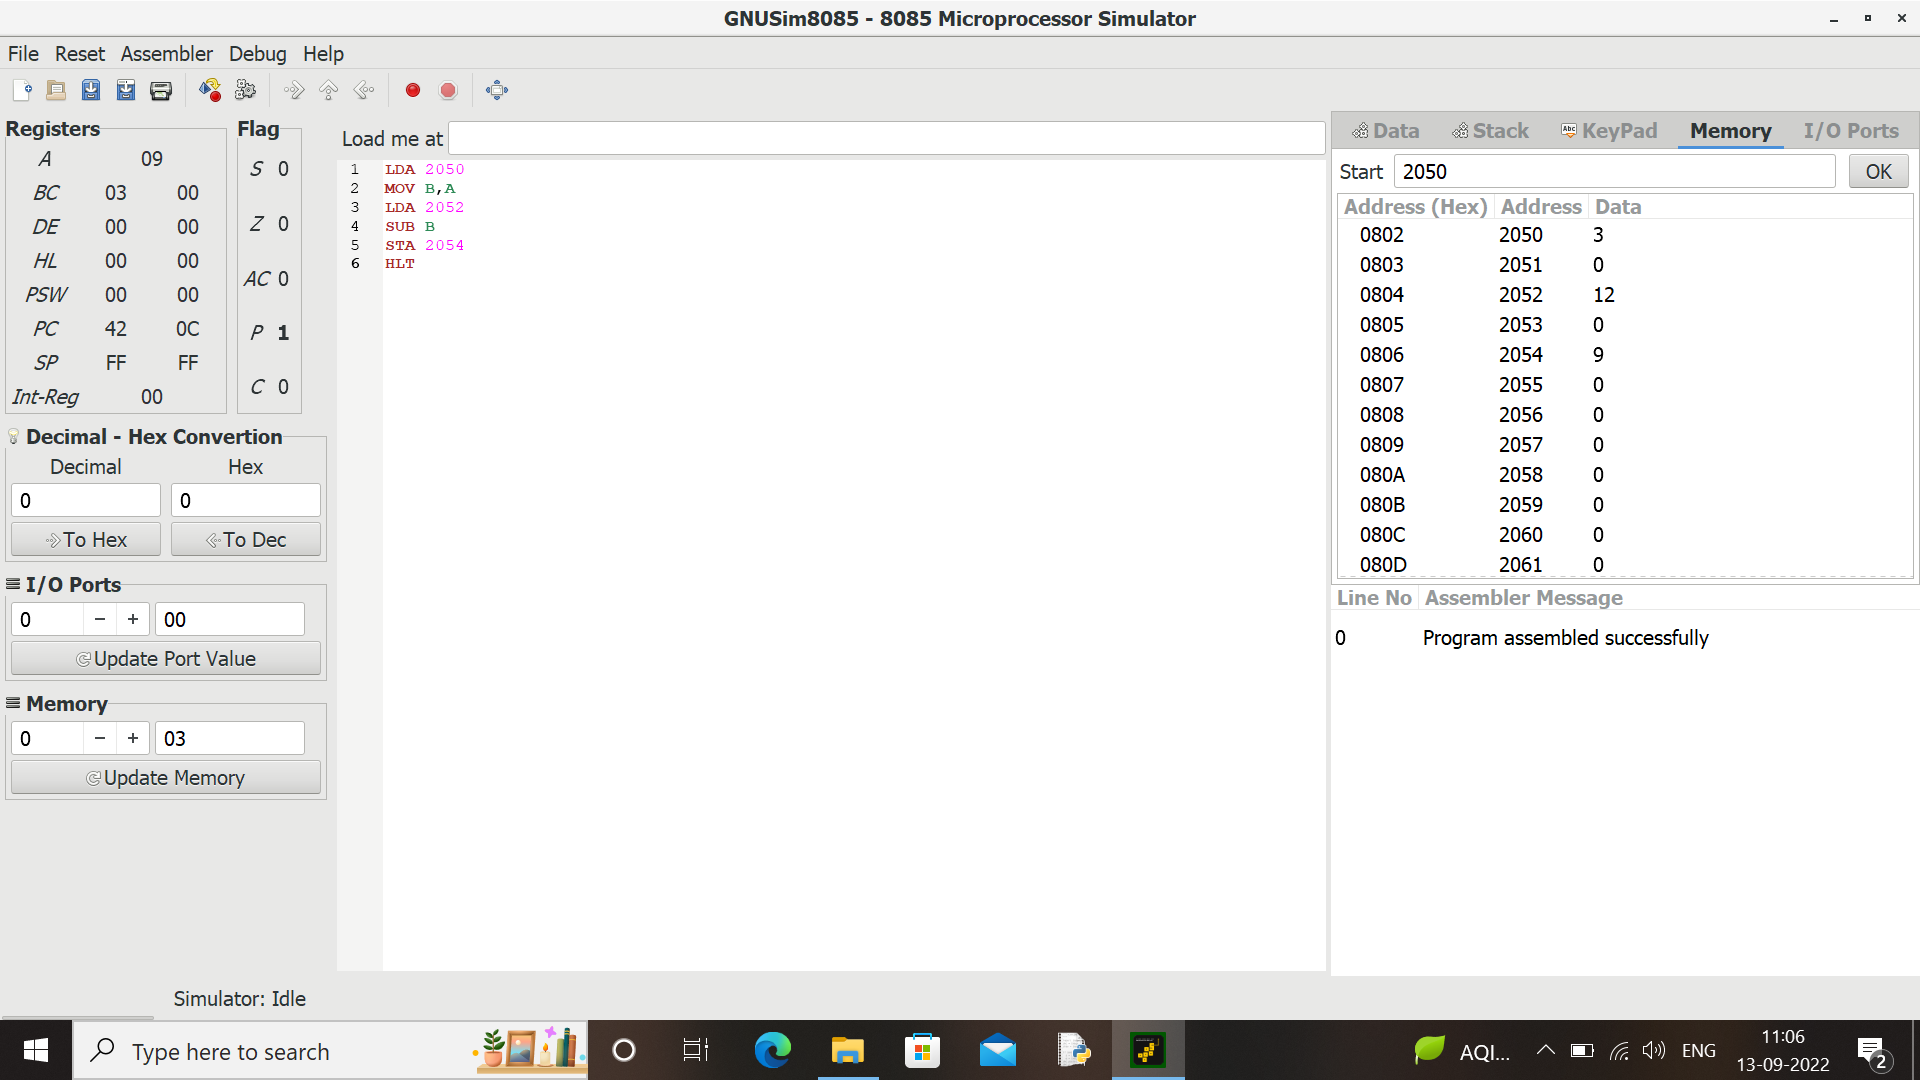 GNUSim8085 - 8085 Microprocessor Simulator
File Reset Assembler Debug Help
Registers
A 09
BC 03 00
DE 00 00
HL 00 00
PSW 00 00
PC 42 0C
SP FF FF
Int-Reg 00
Flag
S 0
Z 0
AC 0
P 1
C 0
Decimal - Hex Convertion
Decimal Hex
0 0
To Hex To Dec
I/O Ports
0 − + 00
Update Port Value
Memory
0 − + 03
Update Memory
Load me at
1 LDA 2050
2 MOV B,A
3 LDA 2052
4 SUB B
5 STA 2054
6 HLT
Data Stack Abc KeyPad Memory I/O Ports
Start 2050 OK
Address (Hex) Address Data
0802 2050 3
0803 2051 0
0804 2052 12
0805 2053 0
0806 2054 9
0807 2055 0
0808 2056 0
0809 2057 0
080A 2058 0
080B 2059 0
080C 2060 0
080D 2061 0
Line No Assembler Message
0 Program assembled successfully
Simulator: Idle
Type here to search
AQI... ENG
11:06
13-09-2022
2